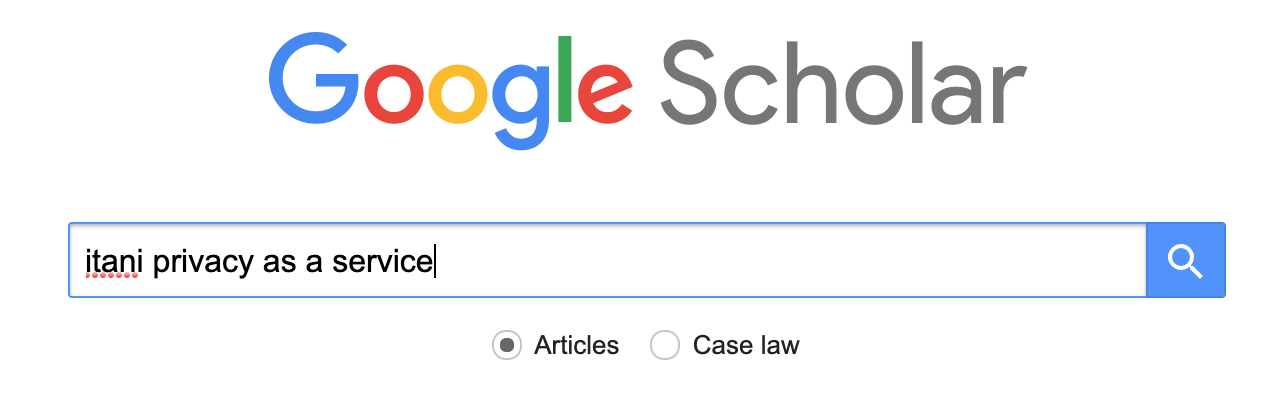 Google Scholar
itani privacy as a service
Articles Case law